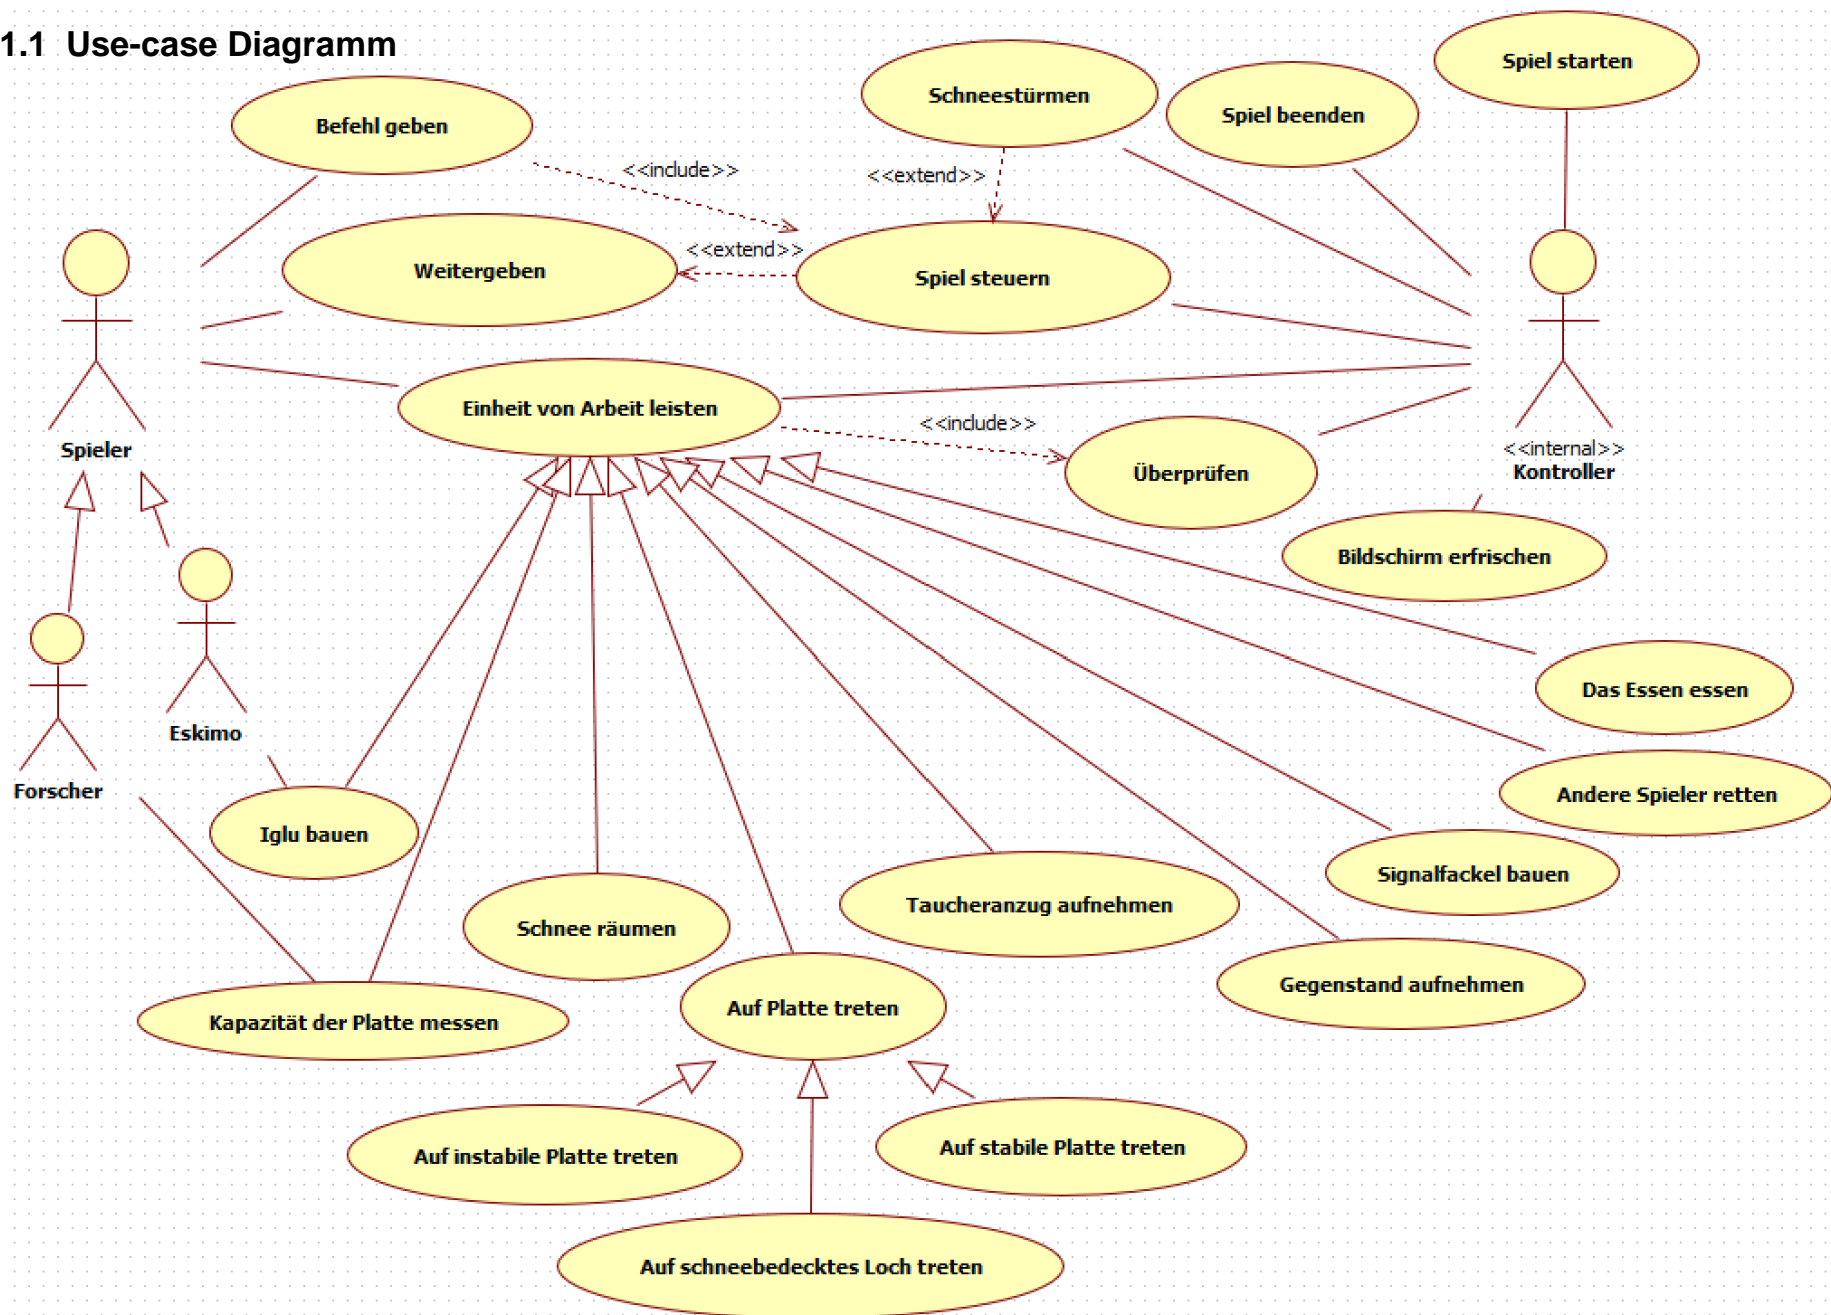 1.1 Use-case Diagramm
Spiel starten
Schneestürmen
Spiel beenden
Befehl geben
<<include>>
<<extend>>
<<extend>>
Weitergeben
Spiel steuern
Einheit von Arbeit leisten
<<include>>
Überprüfen
Spieler
<<internal>>
Kontroller
Bildschirm erfrischen
Das Essen essen
Eskimo
Forscher
Andere Spieler retten
Iglu bauen
Signalfackel bauen
Taucheranzug aufnehmen
Schnee räumen
Gegenstand aufnehmen
Auf Platte treten
Kapazität der Platte messen
Auf stabile Platte treten
Auf instabile Platte treten
Auf schneebedecktes Loch treten